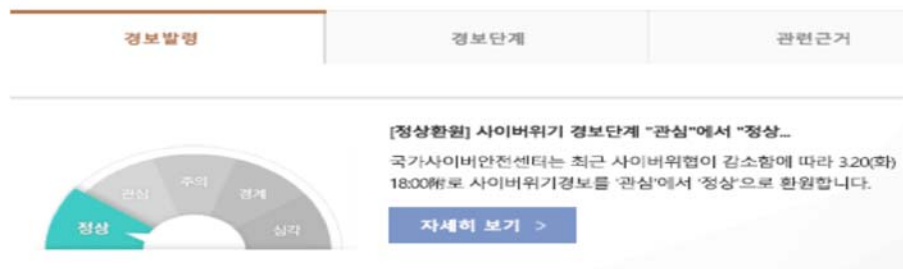 경보발령
경보단계
관련근거
[정상환원] 사이버위기 경보단계 "관심"에서 "정상...
국가사이버안전센터는 최근 사이버위협이 감소함에 따라 3.20(화)
18:00附로 사이버위기경보를 '관심'에서 '정상'으로 환원합니다.
자세히 보기 >
정상
관심
주의
경계
심각